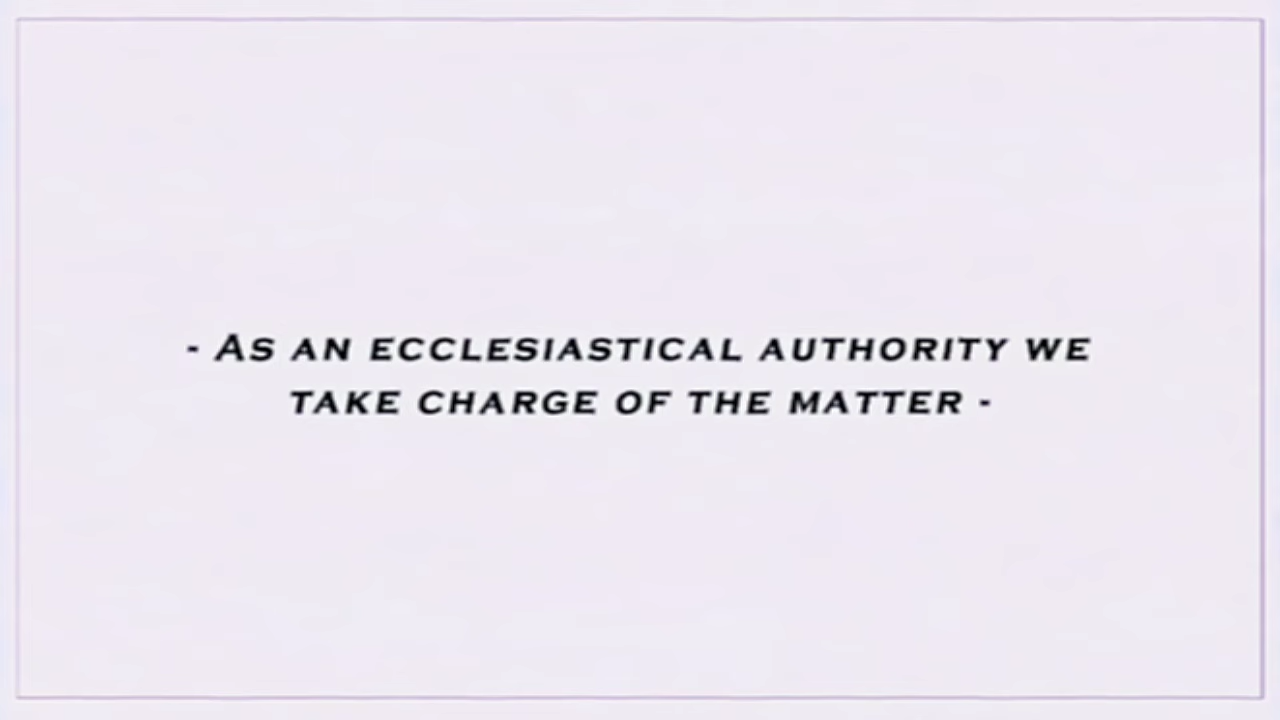 - As an ecclesiastical authority we
take charge of the matter -